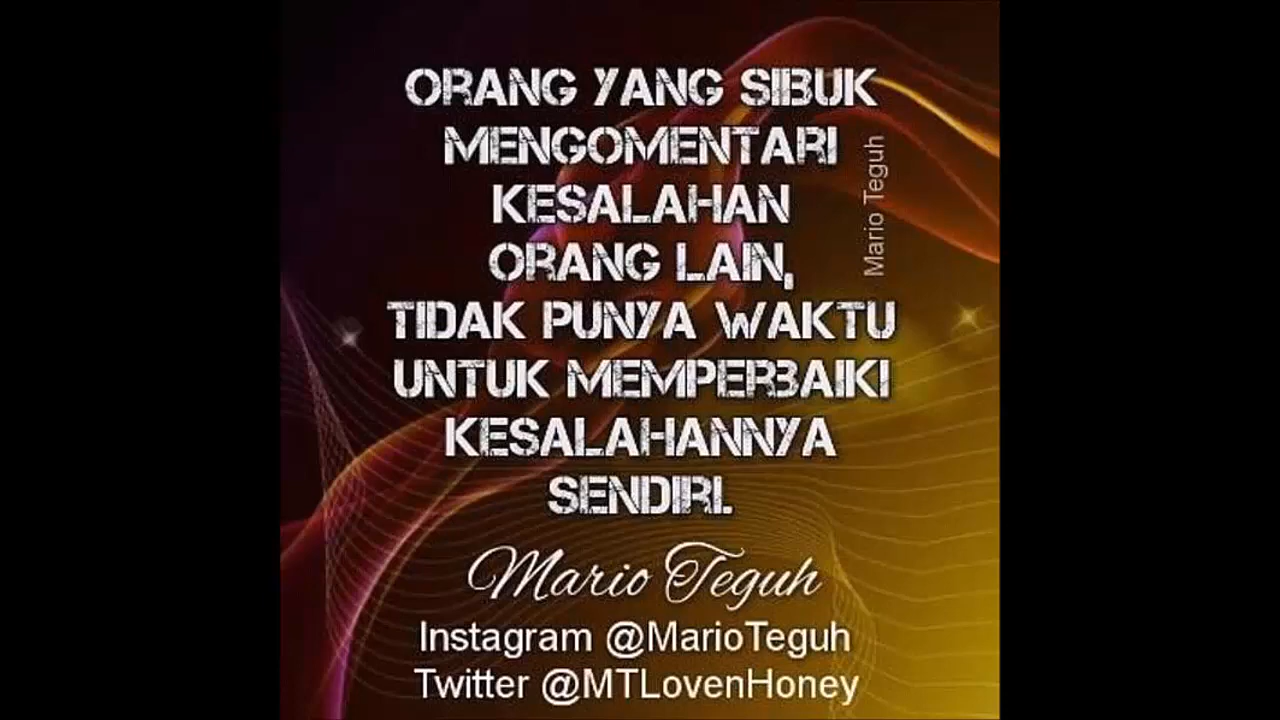 ORANG YANG SIBUK
MENGOMENTARI
KESALAHAN
ORANG LAIN,
TIDAK PUNYA WAKTU
UNTUK MEMPERBAIKI
KESALAHANNYA
SENDIRI.
Mario Teguh
Mario Teguh
Instagram @MarioTeguh
Twitter @MTLovenHoney